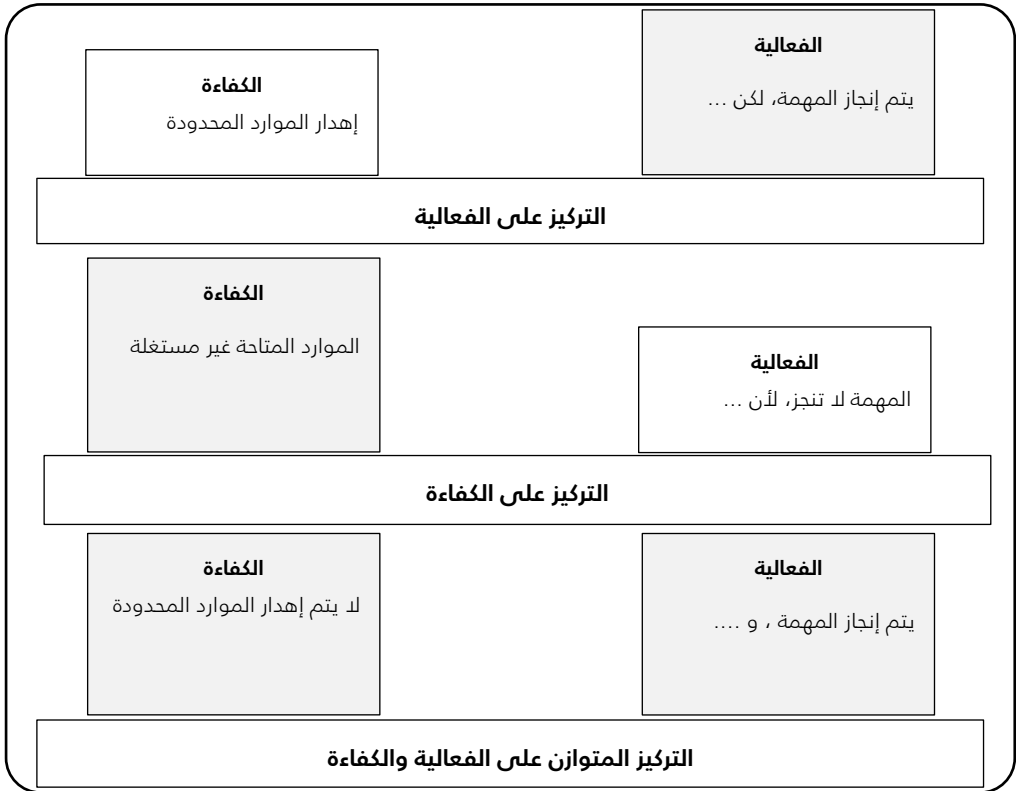 الفعالية
يتم إنجاز المهمة، لكن ...
الكفاءة
إهدار الموارد المحدودة
التركيز على الفعالية
الكفاءة
الموارد المتاحة غير مستغلة
الفعالية
المهمة لا تنجز، لأن ...
التركيز على الكفاءة
الفعالية
يتم إنجاز المهمة ، و ....
الكفاءة
لا يتم إهدار الموارد المحدودة
التركيز المتوازن على الفعالية والكفاءة